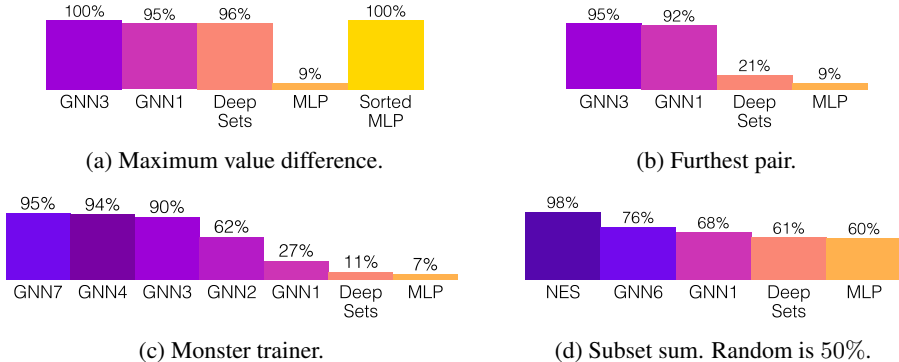 100% 95% 96% 9% 100%
GNN3 GNN1 Deep Sets MLP Sorted MLP
(a) Maximum value difference.
95% 92% 21% 9%
GNN3 GNN1 Deep Sets MLP
(b) Furthest pair.
95% 94% 90% 62% 27% 11% 7%
GNN7 GNN4 GNN3 GNN2 GNN1 Deep Sets MLP
(c) Monster trainer.
98% 76% 68% 61% 60%
NES GNN6 GNN1 Deep Sets MLP
(d) Subset sum. Random is 50%.